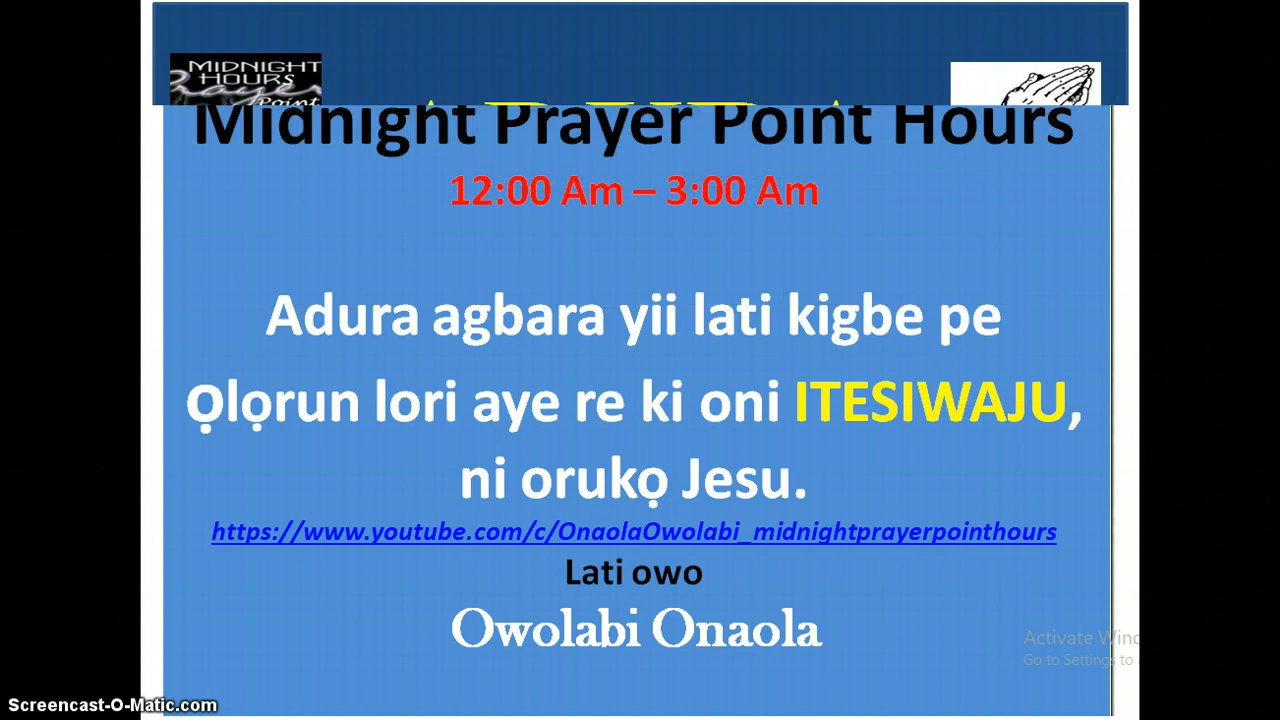 MIDNIGHT
HOURS
Prayer
Point
Midnight Prayer Point Hours
12:00 Am – 3:00 Am
Adura agbara yii lati kigbe pe
Ọlọrun lori aye re ki oni ITESIWAJU,
ni orukọ Jesu.
https://www.youtube.com/c/OnaolaOwolabi_midnightprayerpointhours
Lati owo
Owolabi Onaola
Activate
Go to Settings to
Screencast-O-Matic.com